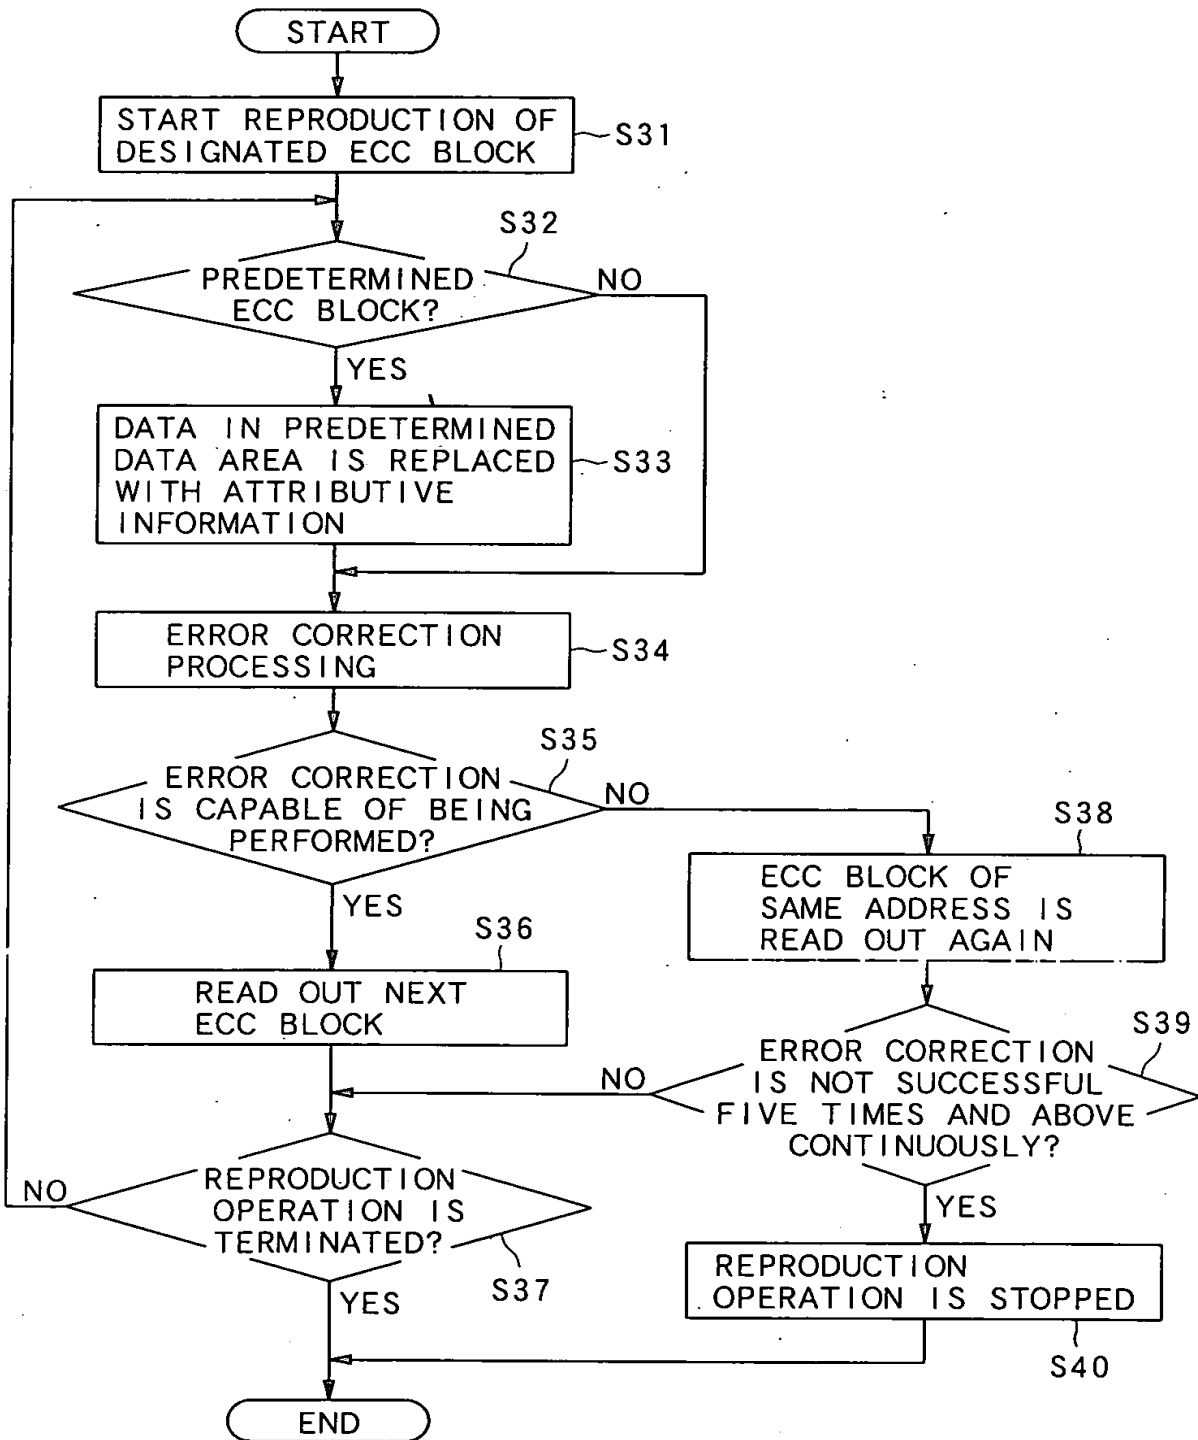 START
START REPRODUCTION OF
DESIGNATED ECC BLOCK
S31
S32
PREDETERMINED
ECC BLOCK?
NO
YES
DATA IN PREDETERMINED
DATA AREA IS REPLACED
WITH ATTRIBUTIVE
INFORMATION
S33
ERROR CORRECTION
PROCESSING
S34
S35
ERROR CORRECTION
IS CAPABLE OF BEING
PERFORMED?
NO
YES
S38
ECC BLOCK OF
SAME ADDRESS IS
READ OUT AGAIN
S36
READ OUT NEXT
ECC BLOCK
S39
ERROR CORRECTION
IS NOT SUCCESSFUL
FIVE TIMES AND ABOVE
CONTINUOUSLY?
NO
YES
REPRODUCTION
OPERATION IS
TERMINATED?
NO
S37
YES
REPRODUCTION
OPERATION IS STOPPED
S40
END